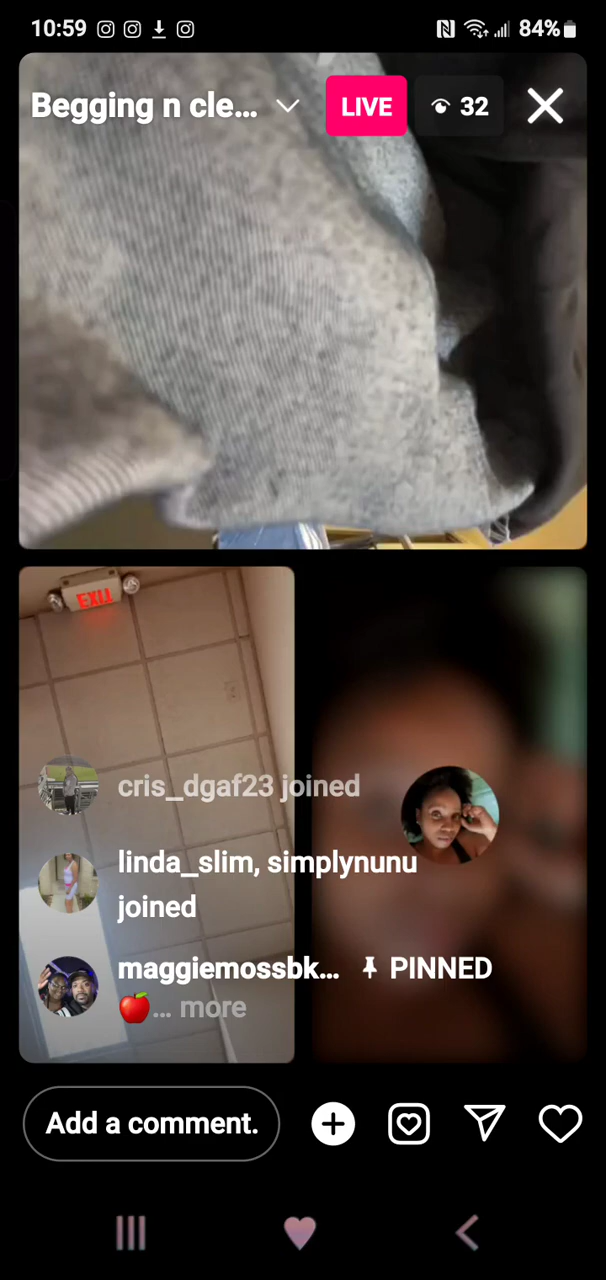 10:59
84%
Begging n cle...
LIVE
32
EXIT
cris_dgaf23 joined
linda_slim, simplynunu
joined
maggiemossbk... PINNED
🍎... more
Add a comment.